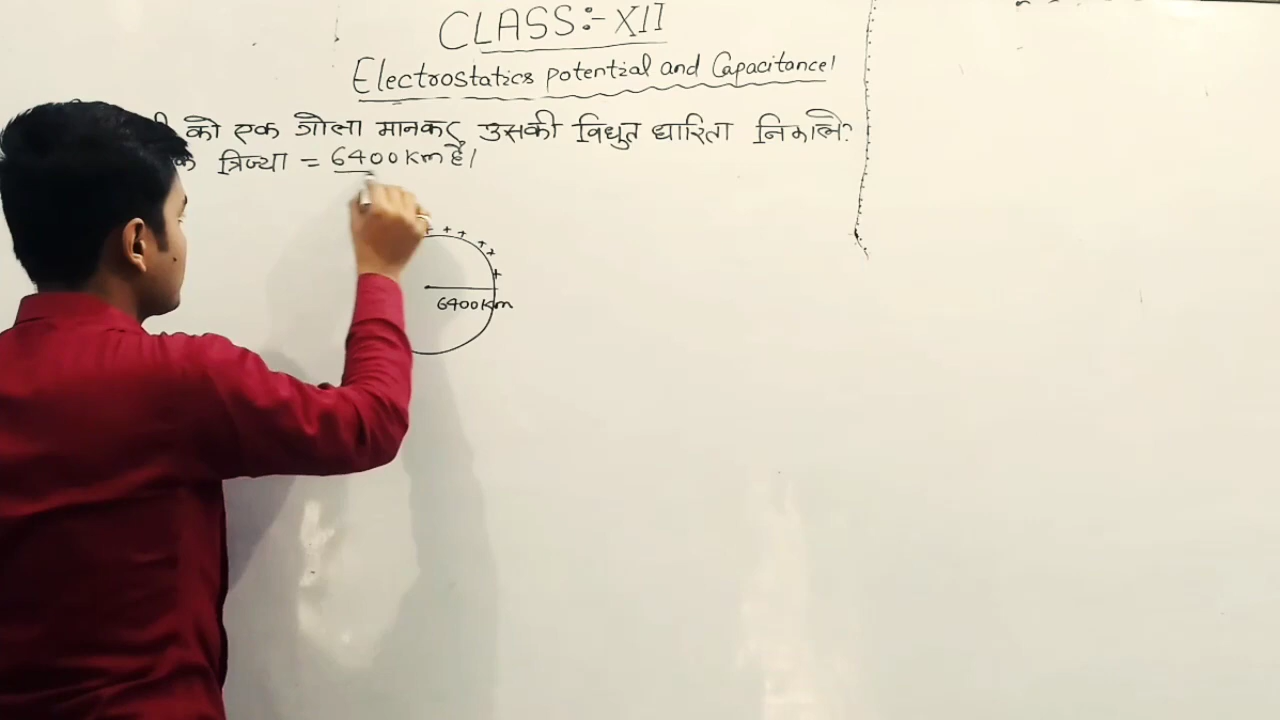 CLASS:- XII
Electrostatics potential and Capacitance
को एक गोला मानकर उसकी विधुत धारिता निकाले?
त्रिज्या = 6400 km है।
+ + + + + +
6400 km